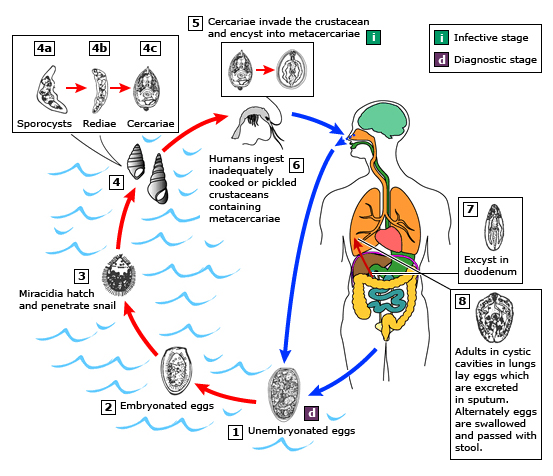 5 Cercariae invade the crustacean
and encyst into metacercariae i
i Infective stage
d Diagnostic stage
4a 4b 4c
Sporocysts Rediae Cercariae
4
Humans ingest 6
inadequately
cooked or pickled
crustaceans
containing
metacercariae
7
Excyst in
duodenum
3
Miracidia hatch
and penetrate snail
8
Adults in cystic
cavities in lungs
lay eggs which
are excreted
in sputum.
Alternately eggs
are swallowed
and passed with
stool.
2 Embryonated eggs
d
1 Unembryonated eggs